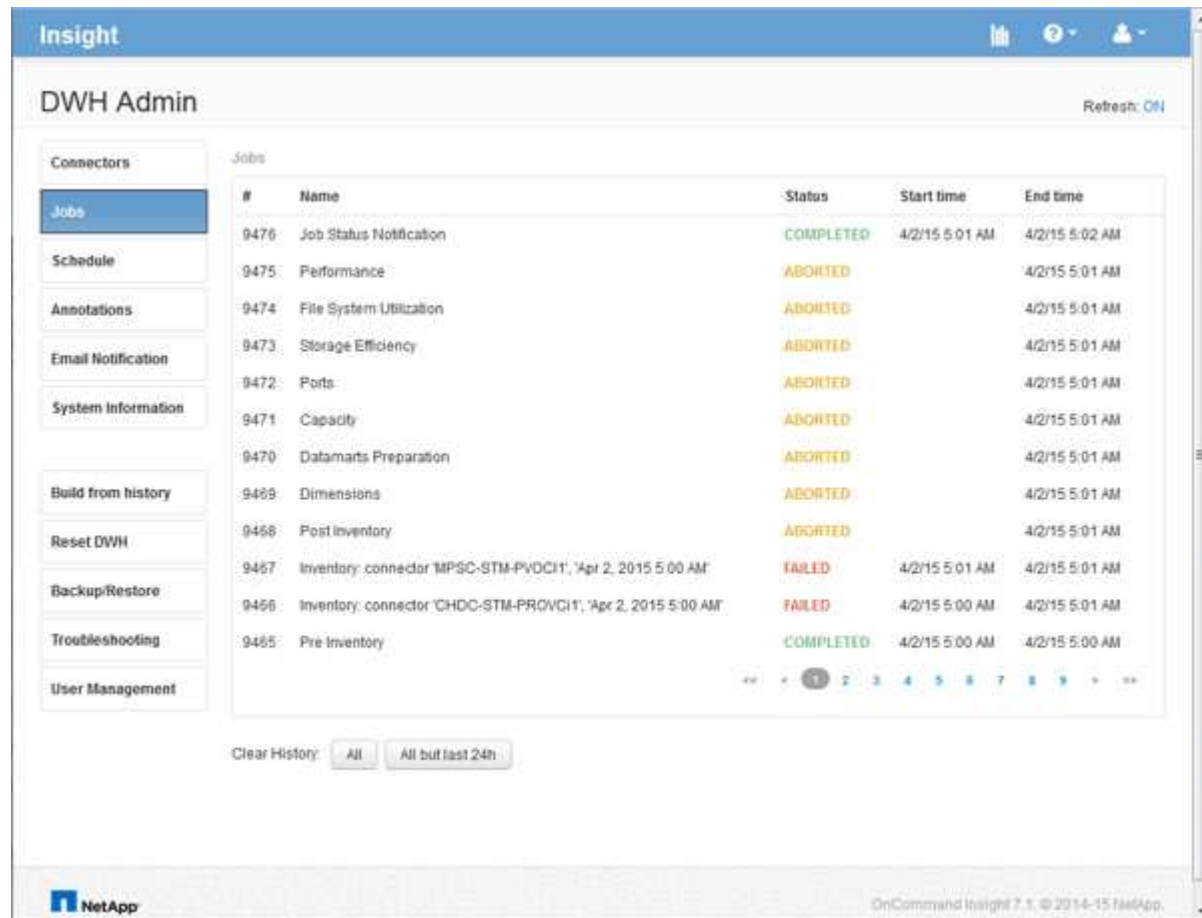 Insight
DWH Admin
Refresh: ON
Connectors
Jobs
Schedule
Annotations
Email Notification
System Information
Build from history
Reset DWH
Backup/Restore
Troubleshooting
User Management
Jobs
# Name Status Start time End time
9476 Job Status Notification COMPLETED 4/2/15 5:01 AM 4/2/15 5:02 AM
9475 Performance ABORTED 4/2/15 5:01 AM
9474 File System Utilization ABORTED 4/2/15 5:01 AM
9473 Storage Efficiency ABORTED 4/2/15 5:01 AM
9472 Ports ABORTED 4/2/15 5:01 AM
9471 Capacity ABORTED 4/2/15 5:01 AM
9470 Datamarts Preparation ABORTED 4/2/15 5:01 AM
9469 Dimensions ABORTED 4/2/15 5:01 AM
9468 Post Inventory ABORTED 4/2/15 5:01 AM
9467 Inventory: connector 'MPSC-STM-PVOCI1', 'Apr 2, 2015 5:00 AM' FAILED 4/2/15 5:01 AM 4/2/15 5:01 AM
9466 Inventory: connector 'CHDC-STM-PROVCI1', 'Apr 2, 2015 5:00 AM' FAILED 4/2/15 5:00 AM 4/2/15 5:01 AM
9465 Pre Inventory COMPLETED 4/2/15 5:00 AM 4/2/15 5:00 AM
<< < 1 2 3 4 5 6 7 8 9 > >>
Clear History: All All but last 24h
NetApp
OnCommand Insight 7.1. © 2014-15 NetApp.